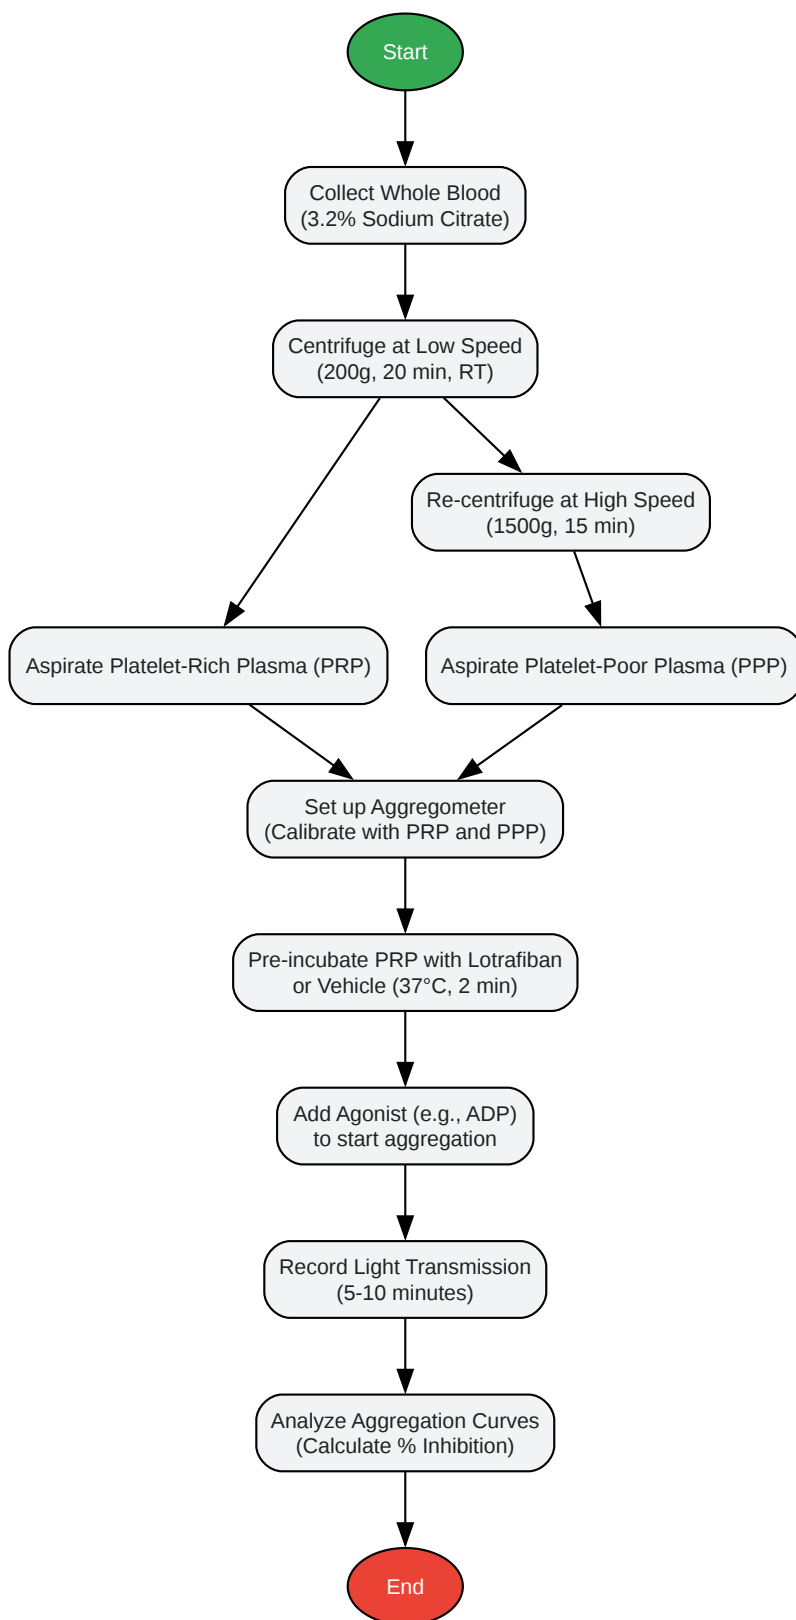 Start
Collect Whole Blood
(3.2% Sodium Citrate)
Centrifuge at Low Speed
(200g, 20 min, RT)
Re-centrifuge at High Speed
(1500g, 15 min)
Aspirate Platelet-Rich Plasma (PRP)
Aspirate Platelet-Poor Plasma (PPP)
Set up Aggregometer
(Calibrate with PRP and PPP)
Pre-incubate PRP with Lotrafiban
or Vehicle (37°C, 2 min)
Add Agonist (e.g., ADP)
to start aggregation
Record Light Transmission
(5-10 minutes)
Analyze Aggregation Curves
(Calculate % Inhibition)
End